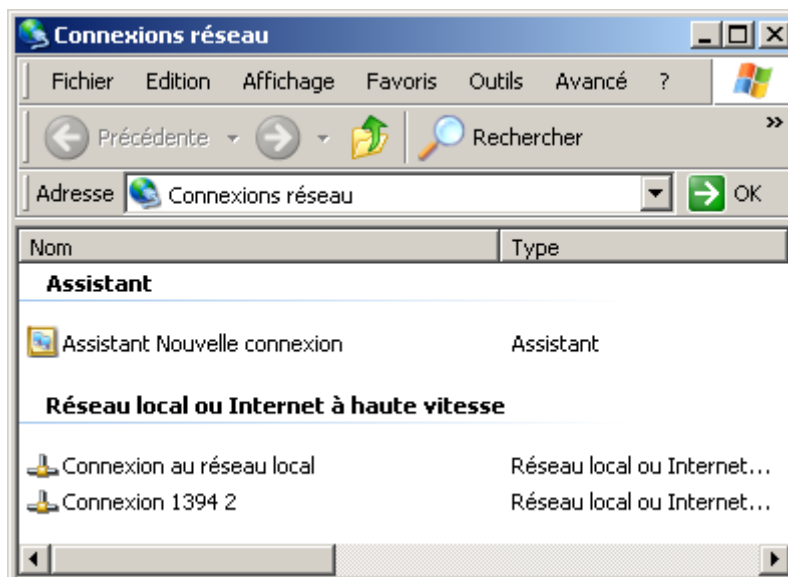 Connexions réseau
Fichier Edition Affichage Favoris Outils Avancé ?
Précédente Rechercher »
Adresse Connexions réseau OK
Nom Type
Assistant
Assistant Nouvelle connexion Assistant
Réseau local ou Internet à haute vitesse
Connexion au réseau local Réseau local ou Internet...
Connexion 1394 2 Réseau local ou Internet...